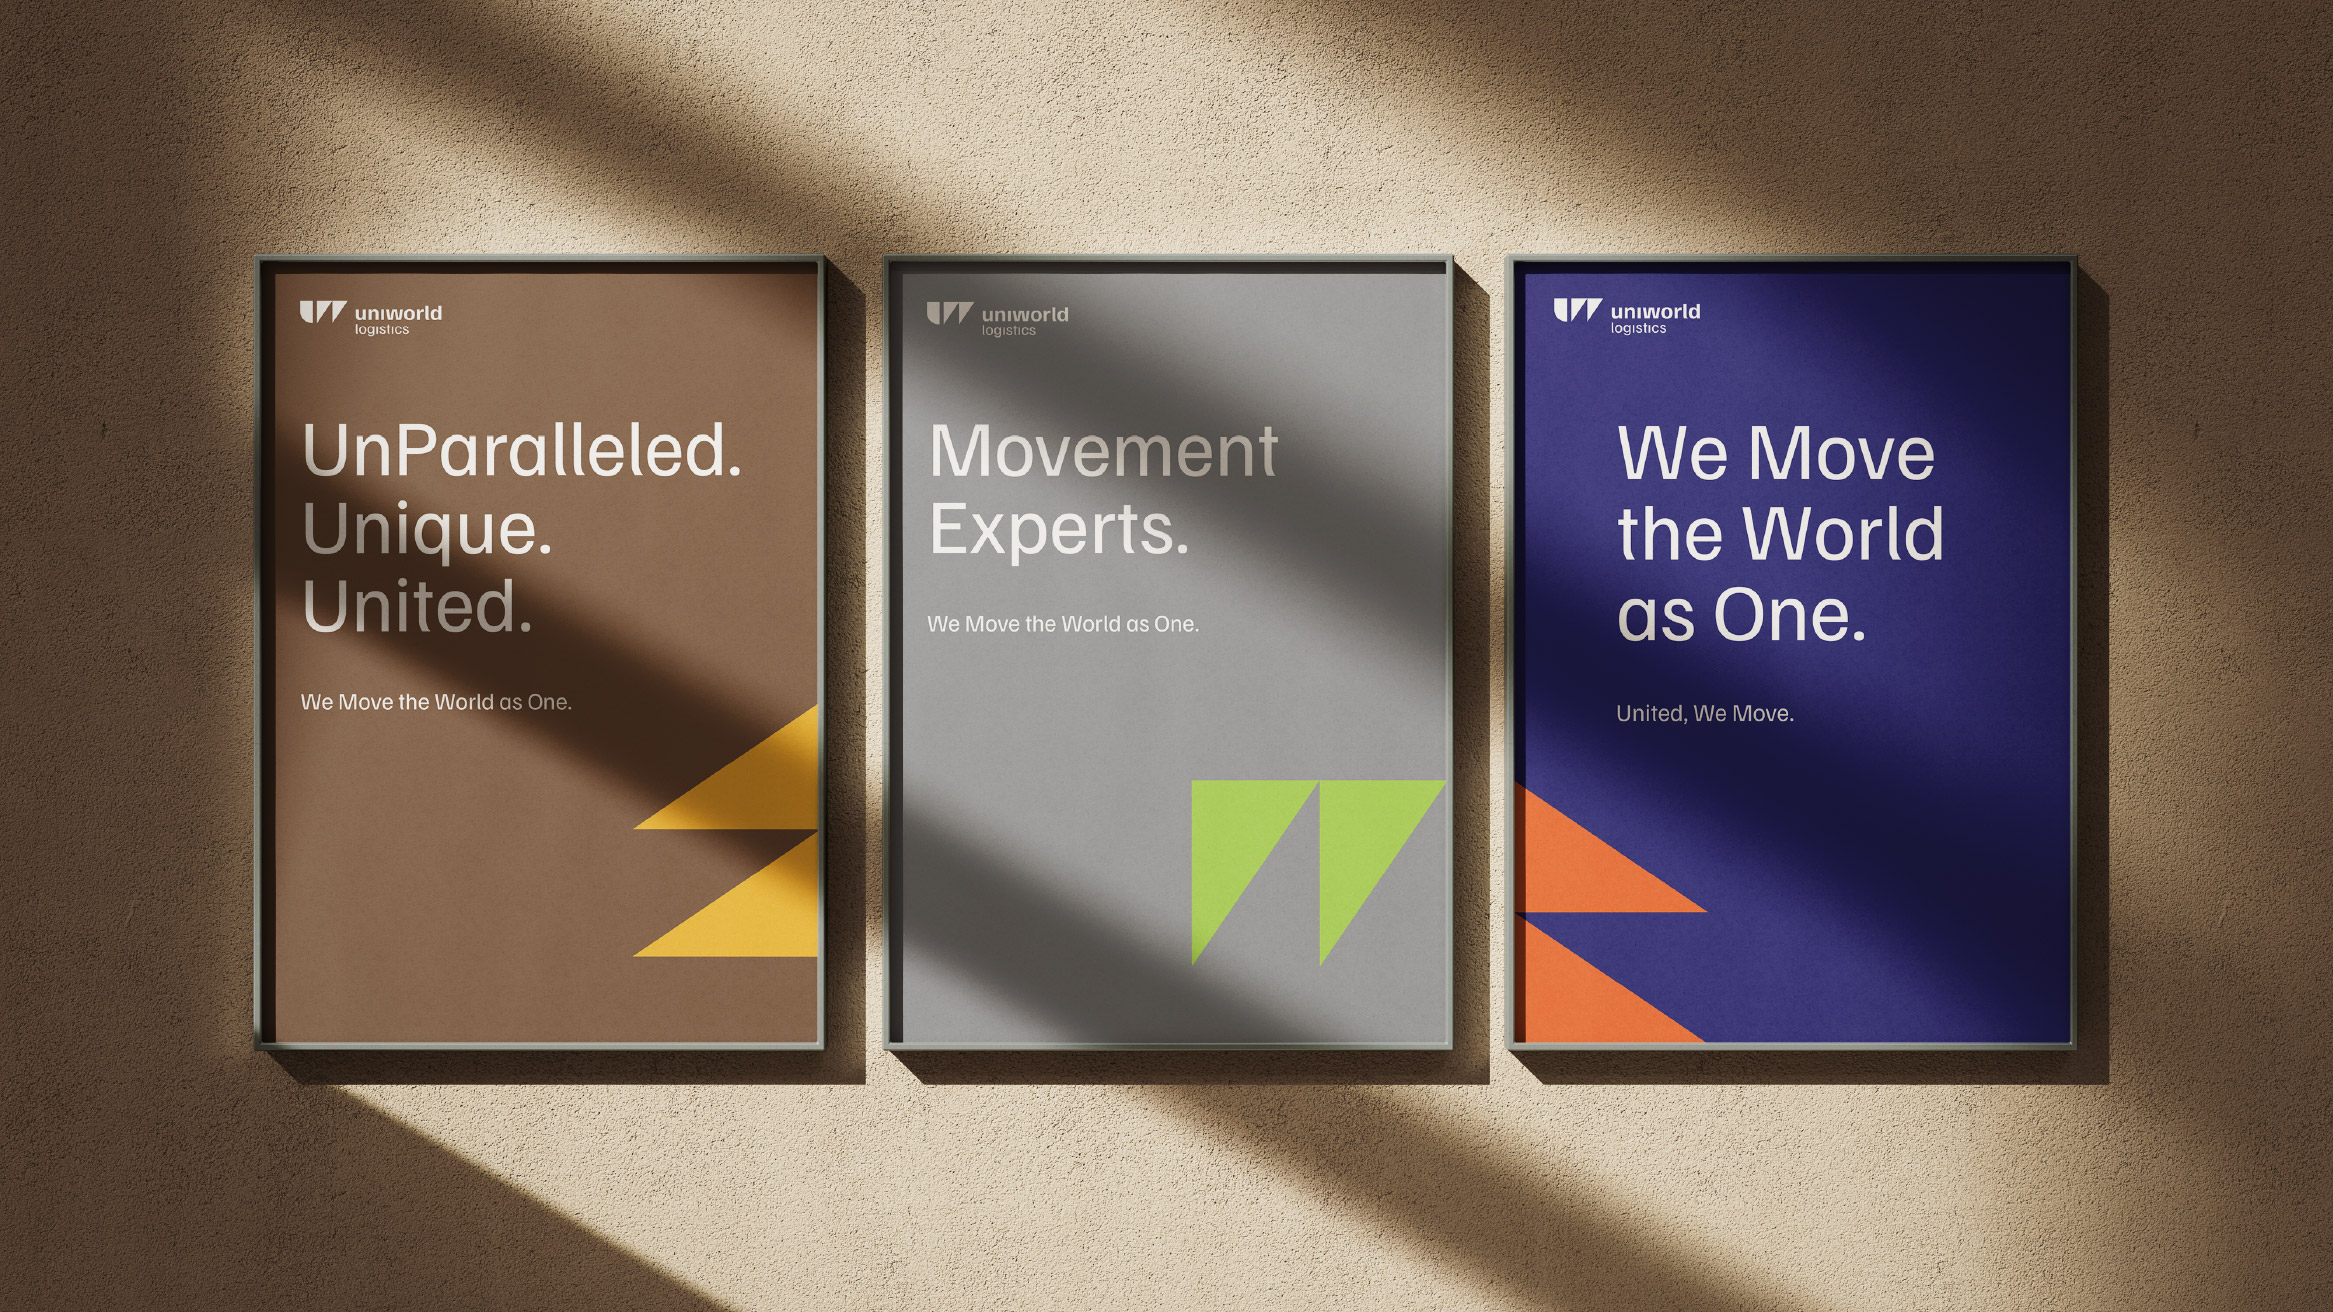 uniworld
logistics
UnParalleled.
Unique.
United.
We Move the World as One.
uniworld
logistics
Movement
Experts.
We Move the World as One.
uniworld
logistics
We Move
the World
as One.
United, We Move.